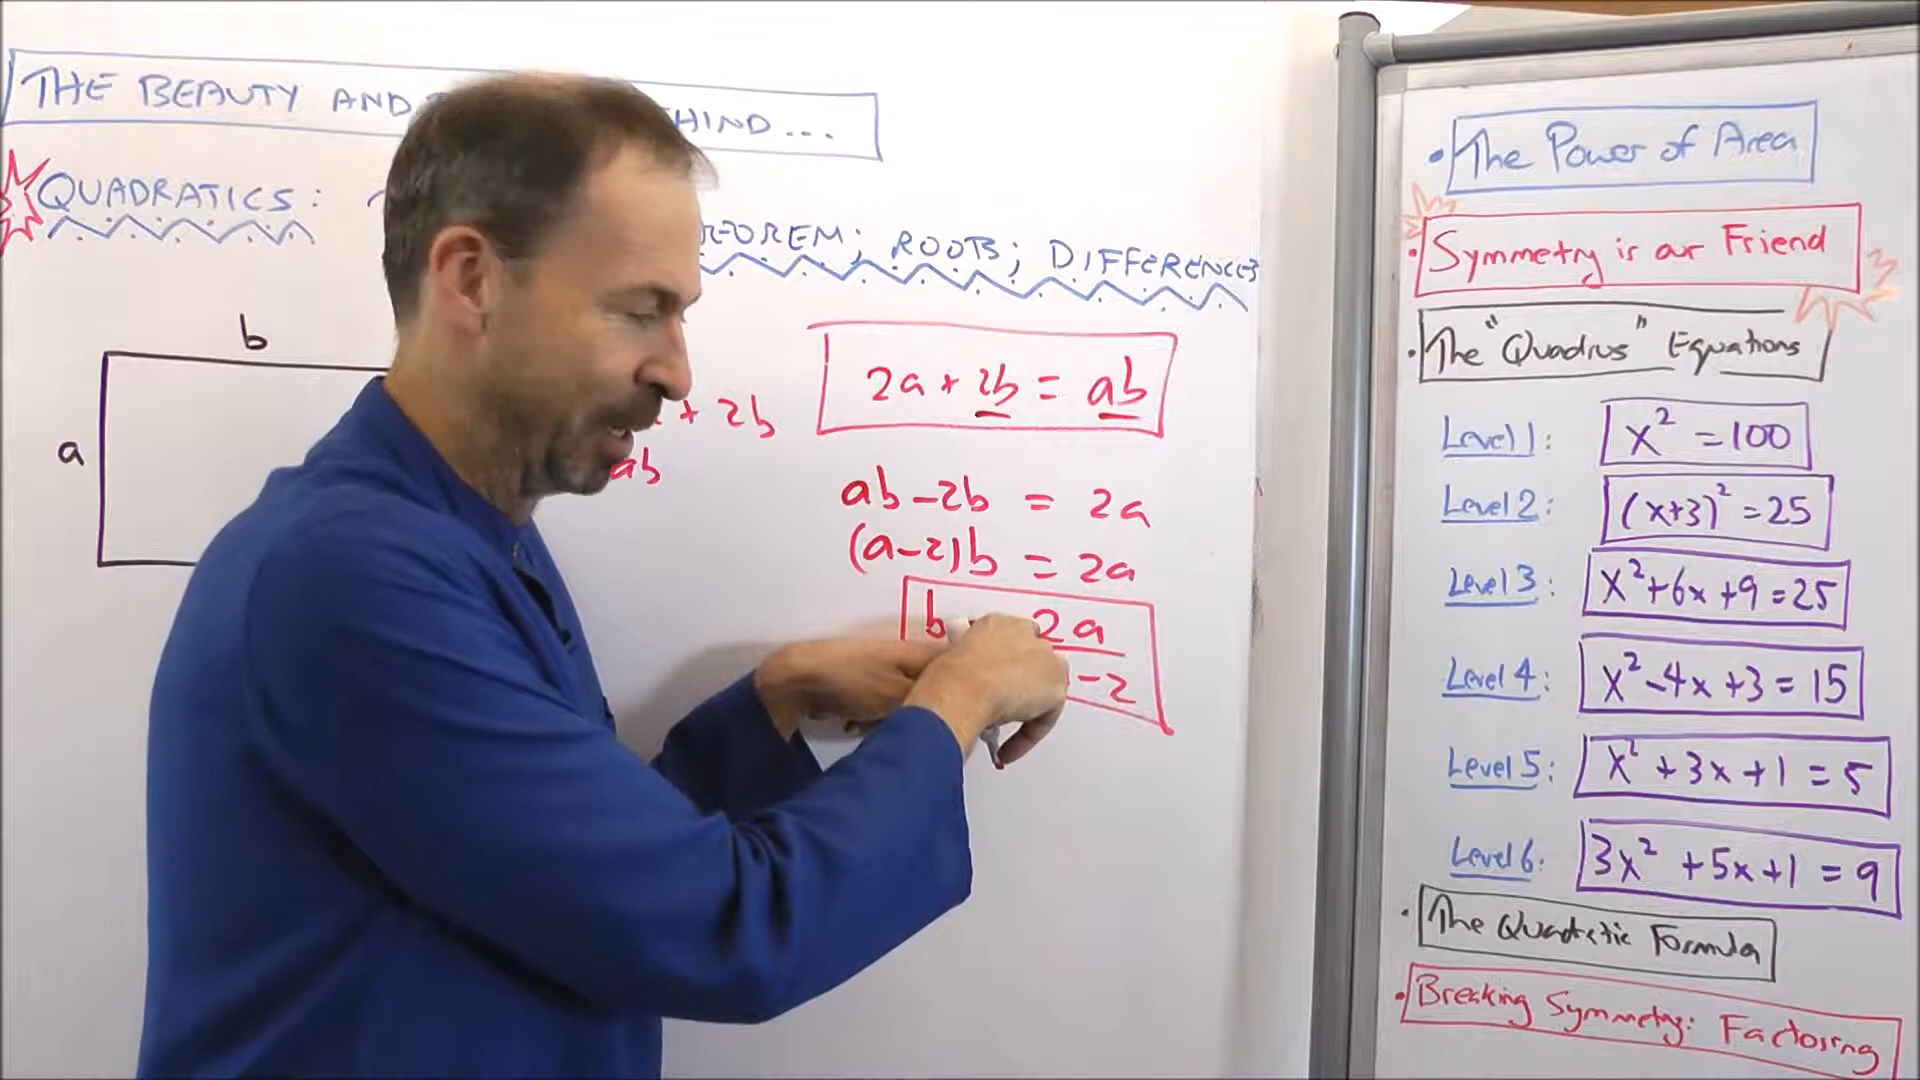 THE BEAUTY AND HIND...
QUADRATICS: EOREM; ROOTS; DIFFERENCES
b
a
+ 2b
ab
2a + 2b = ab
ab - 2b = 2a
(a-2)b = 2a
b 2a
-2
• The Power of Area
• Symmetry is our Friend
• The "Quadrus" Equations
Level 1: x² = 100
Level 2: (x+3)² = 25
Level 3: x²+6x+9=25
Level 4: x²-4x+3=15
Level 5: x²+3x+1=5
Level 6: 3x²+5x+1=9
• The Quadratic Formula
• Breaking Symmetry: Factoring